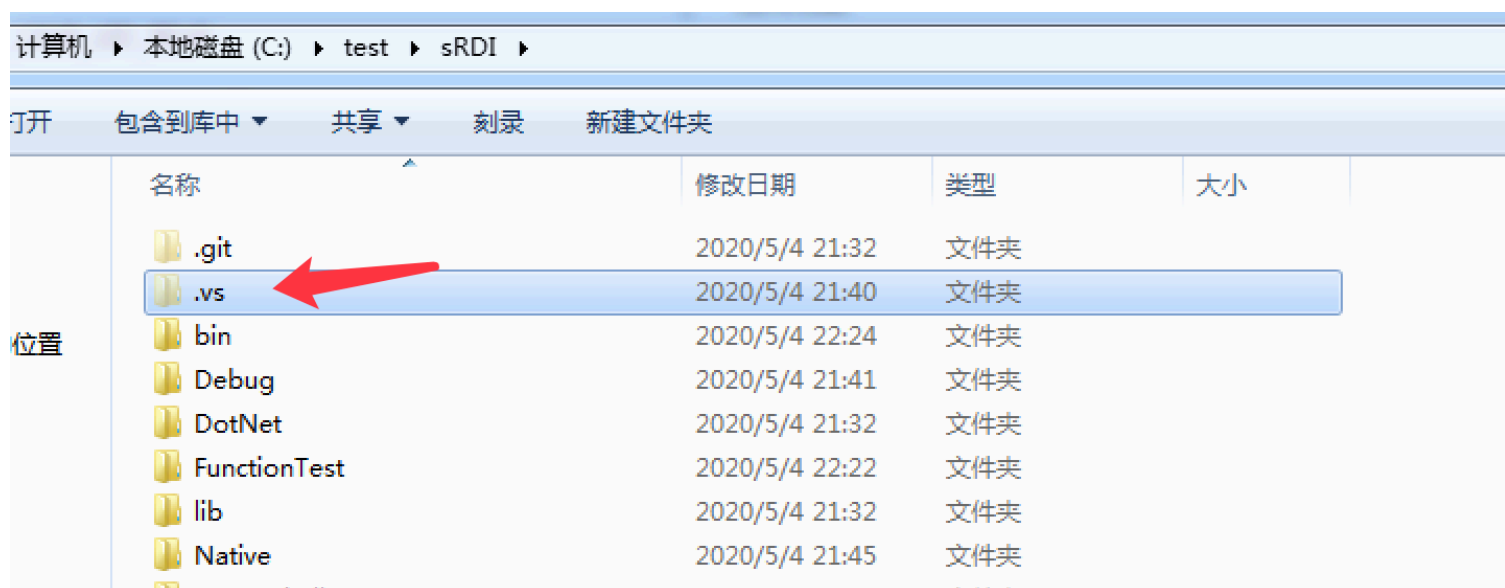 计算机 ▸ 本地磁盘 (C:) ▸ test ▸ sRDI ▸
打开 包含到库中 ▼ 共享 ▼ 刻录 新建文件夹
名称 修改日期 类型 大小
.git 2020/5/4 21:32 文件夹
.vs 2020/5/4 21:40 文件夹
bin 2020/5/4 22:24 文件夹
位置
Debug 2020/5/4 21:41 文件夹
DotNet 2020/5/4 21:32 文件夹
FunctionTest 2020/5/4 22:22 文件夹
lib 2020/5/4 21:32 文件夹
Native 2020/5/4 21:45 文件夹